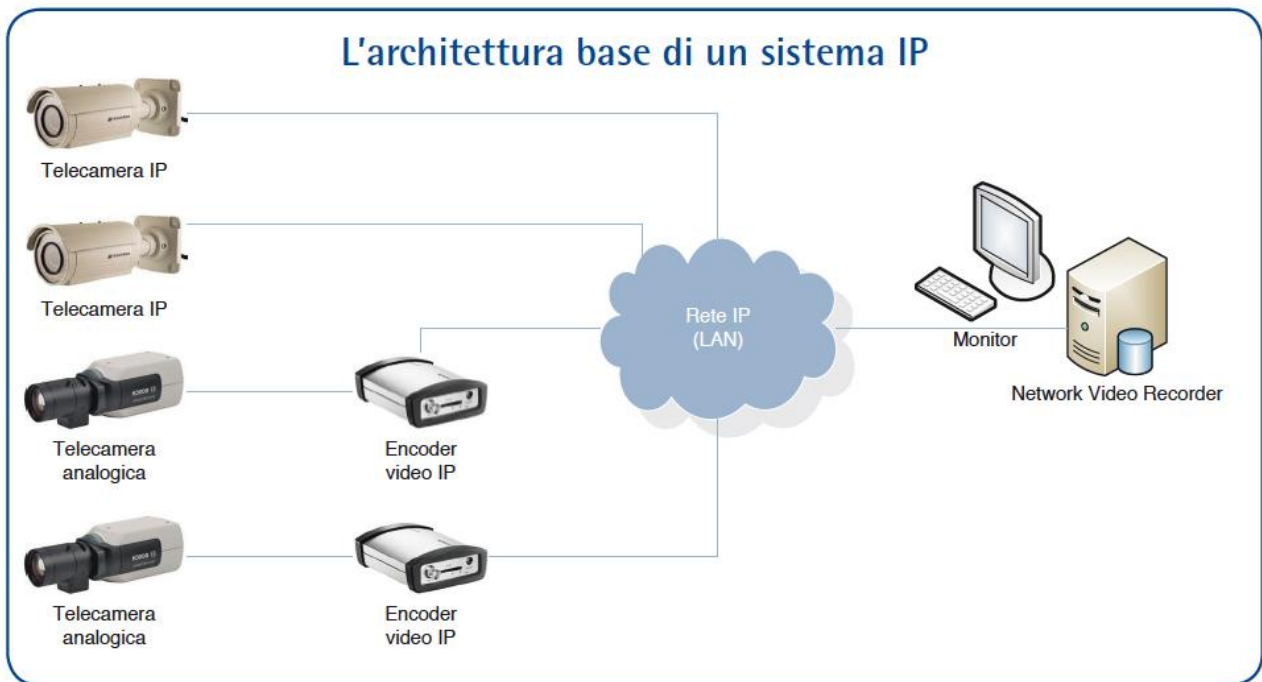 L'architettura base di un sistema IP
Telecamera IP
Telecamera IP
Rete IP
(LAN)
Monitor
Network Video Recorder
Telecamera
analogica
Encoder
video IP
Telecamera
analogica
Encoder
video IP